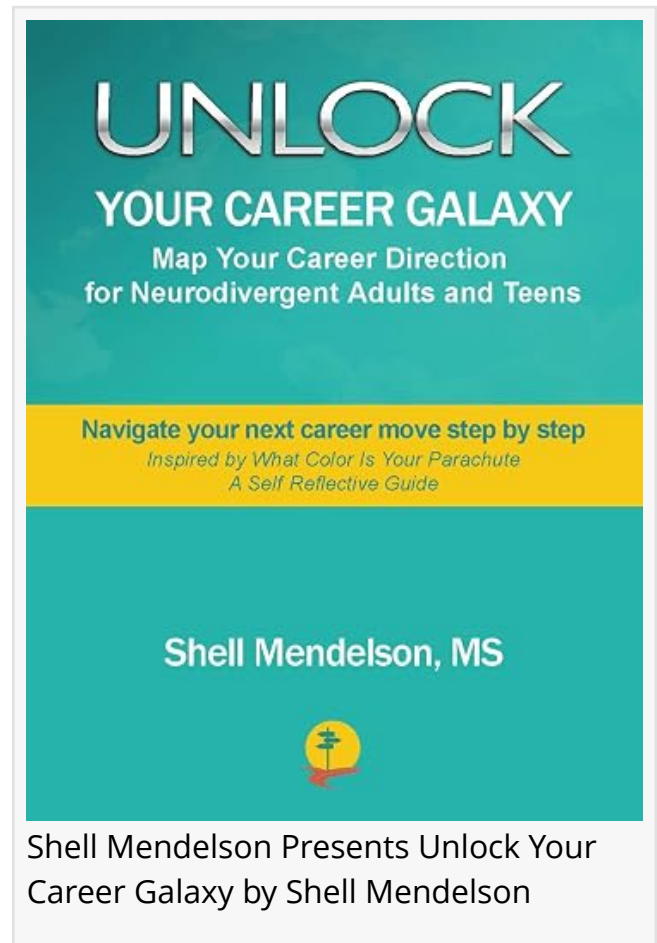 UNLOCK
YOUR CAREER GALAXY
Map Your Career Direction
for Neurodivergent Adults and Teens
Navigate your next career move step by step
Inspired by What Color Is Your Parachute
A Self Reflective Guide
Shell Mendelson, MS
Shell Mendelson Presents Unlock Your
Career Galaxy by Shell Mendelson